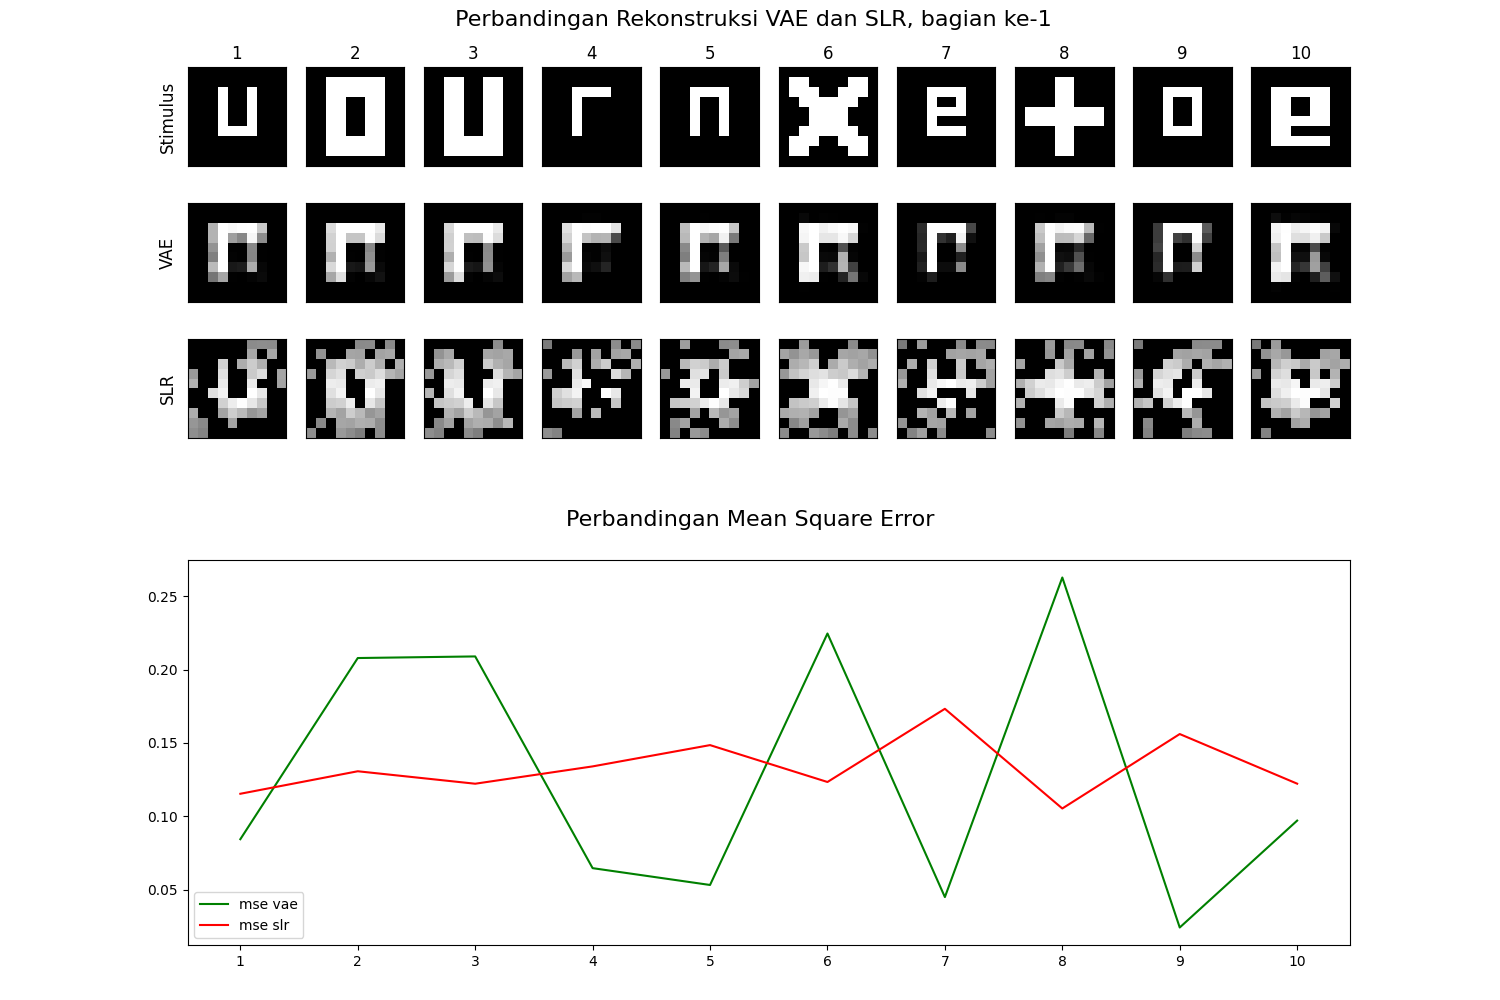 Perbandingan Rekonstruksi VAE dan SLR, bagian ke-1
1 2 3 4 5 6 7 8 9 10
Stimulus
u o u r n x e + o e
VAE
SLR
Perbandingan Mean Square Error
0.25
0.20
0.15
0.10
0.05
mse vae
mse slr
1 2 3 4 5 6 7 8 9 10